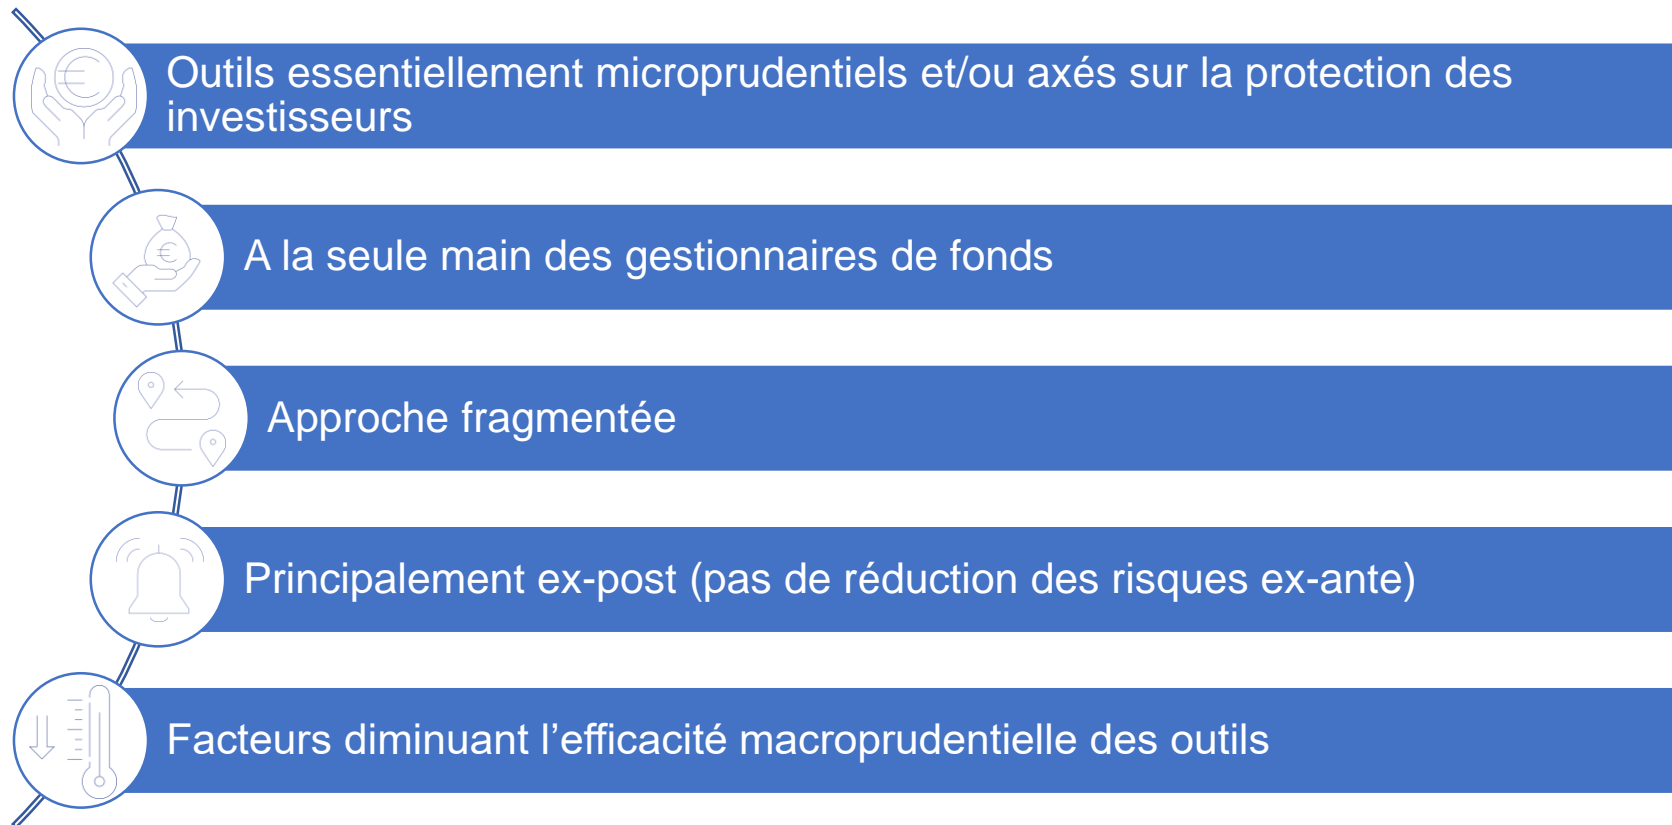 Outils essentiellement microprudentiels et/ou axés sur la protection des
investisseurs
A la seule main des gestionnaires de fonds
Approche fragmentée
Principalement ex-post (pas de réduction des risques ex-ante)
Facteurs diminuant l’efficacité macroprudentielle des outils